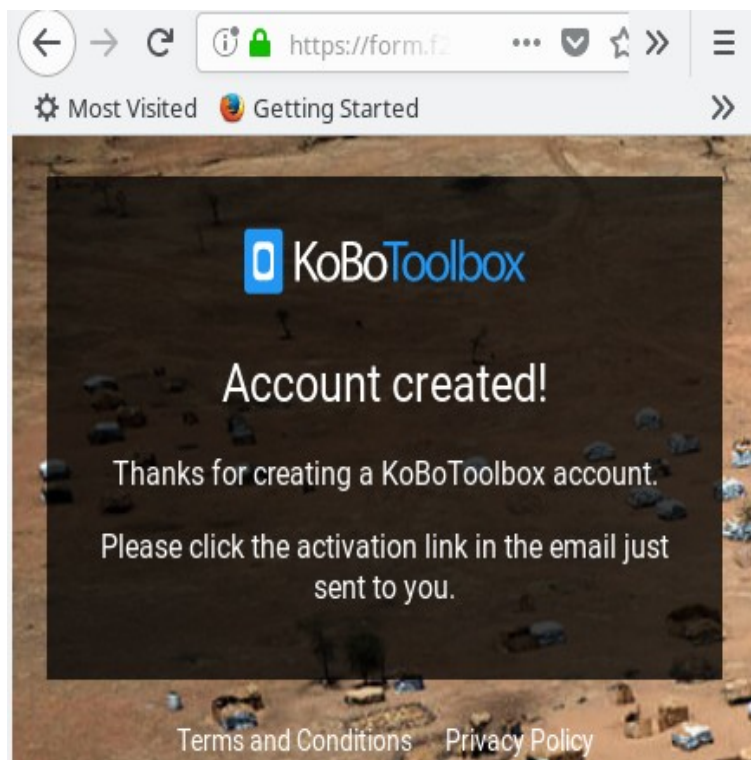 https://form.f2
Most Visited Getting Started
KoBoToolbox
Account created!
Thanks for creating a KoBoToolbox account.
Please click the activation link in the email just
sent to you.
Terms and Conditions Privacy Policy